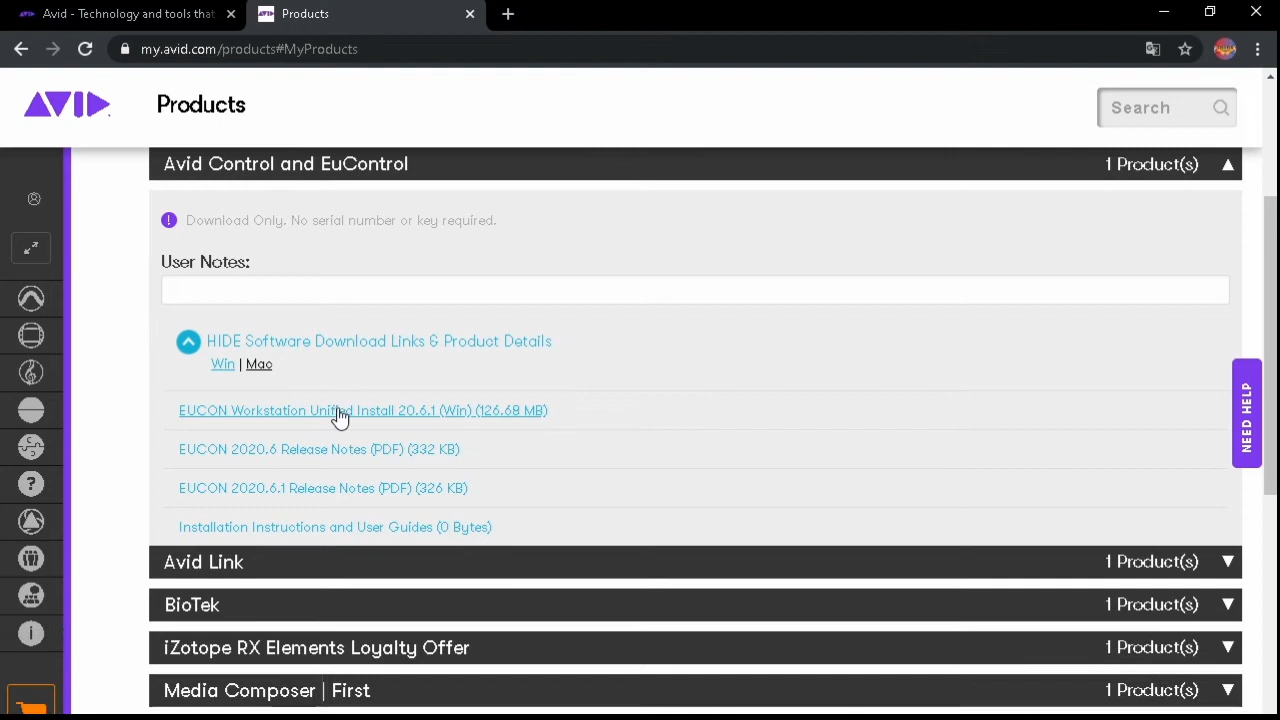 Avid - Technology and tools that
Products
my.avid.com/products#MyProducts
AVID
Products
Search
Avid Control and EuControl
1 Product(s)
Download Only. No serial number or key required.
User Notes:
HIDE Software Download Links & Product Details
Win | Mac
EUCON Workstation Unified Install 20.6.1 (Win) (126.68 MB)
EUCON 2020.6 Release Notes (PDF) (332 KB)
EUCON 2020.6.1 Release Notes (PDF) (326 KB)
Installation Instructions and User Guides (0 Bytes)
NEED HELP
Avid Link
1 Product(s)
BioTek
1 Product(s)
iZotope RX Elements Loyalty Offer
1 Product(s)
Media Composer | First
1 Product(s)